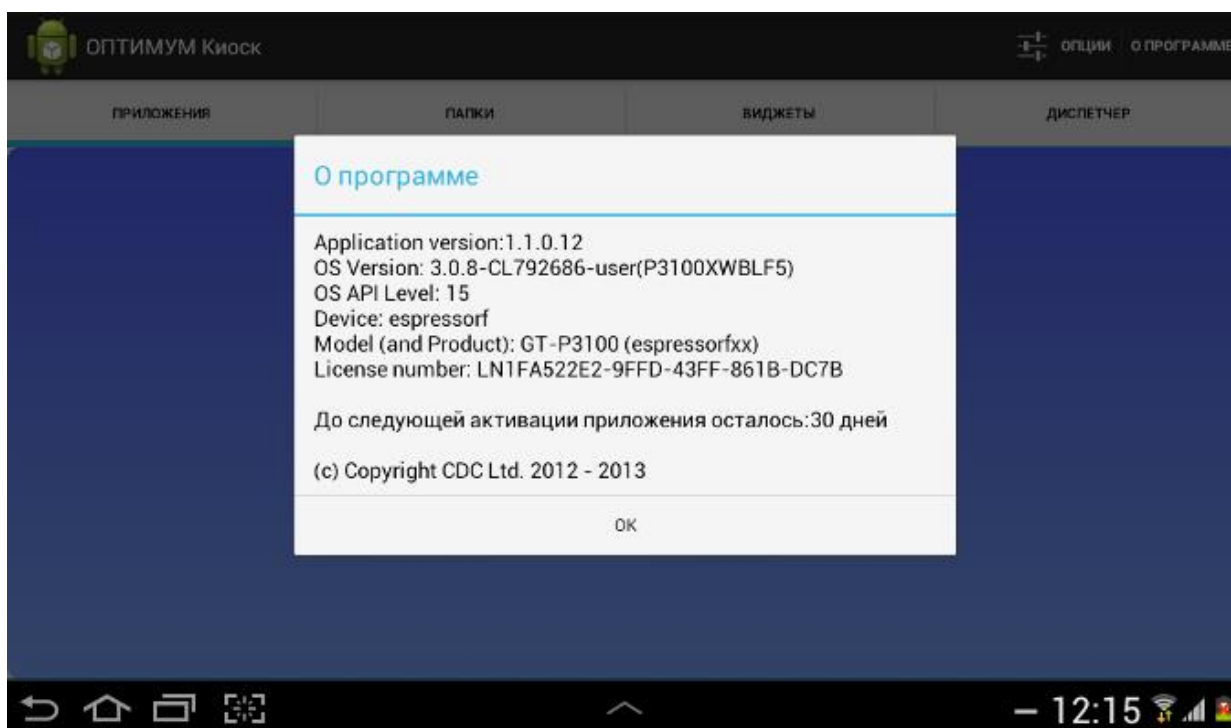 ОПТИМУМ Киоск
ОПЦИИ О ПРОГРАММЕ
ПРИЛОЖЕНИЯ ПАПКИ ВИДЖЕТЫ ДИСПЕТЧЕР
О программе
Application version:1.1.0.12
OS Version: 3.0.8-CL792686-user(P3100XWBLF5)
OS API Level: 15
Device: espressorf
Model (and Product): GT-P3100 (espressorfxx)
License number: LN1FA522E2-9FFD-43FF-861B-DC7B
До следующей активации приложения осталось:30 дней
(c) Copyright CDC Ltd. 2012 - 2013
OK
12:15